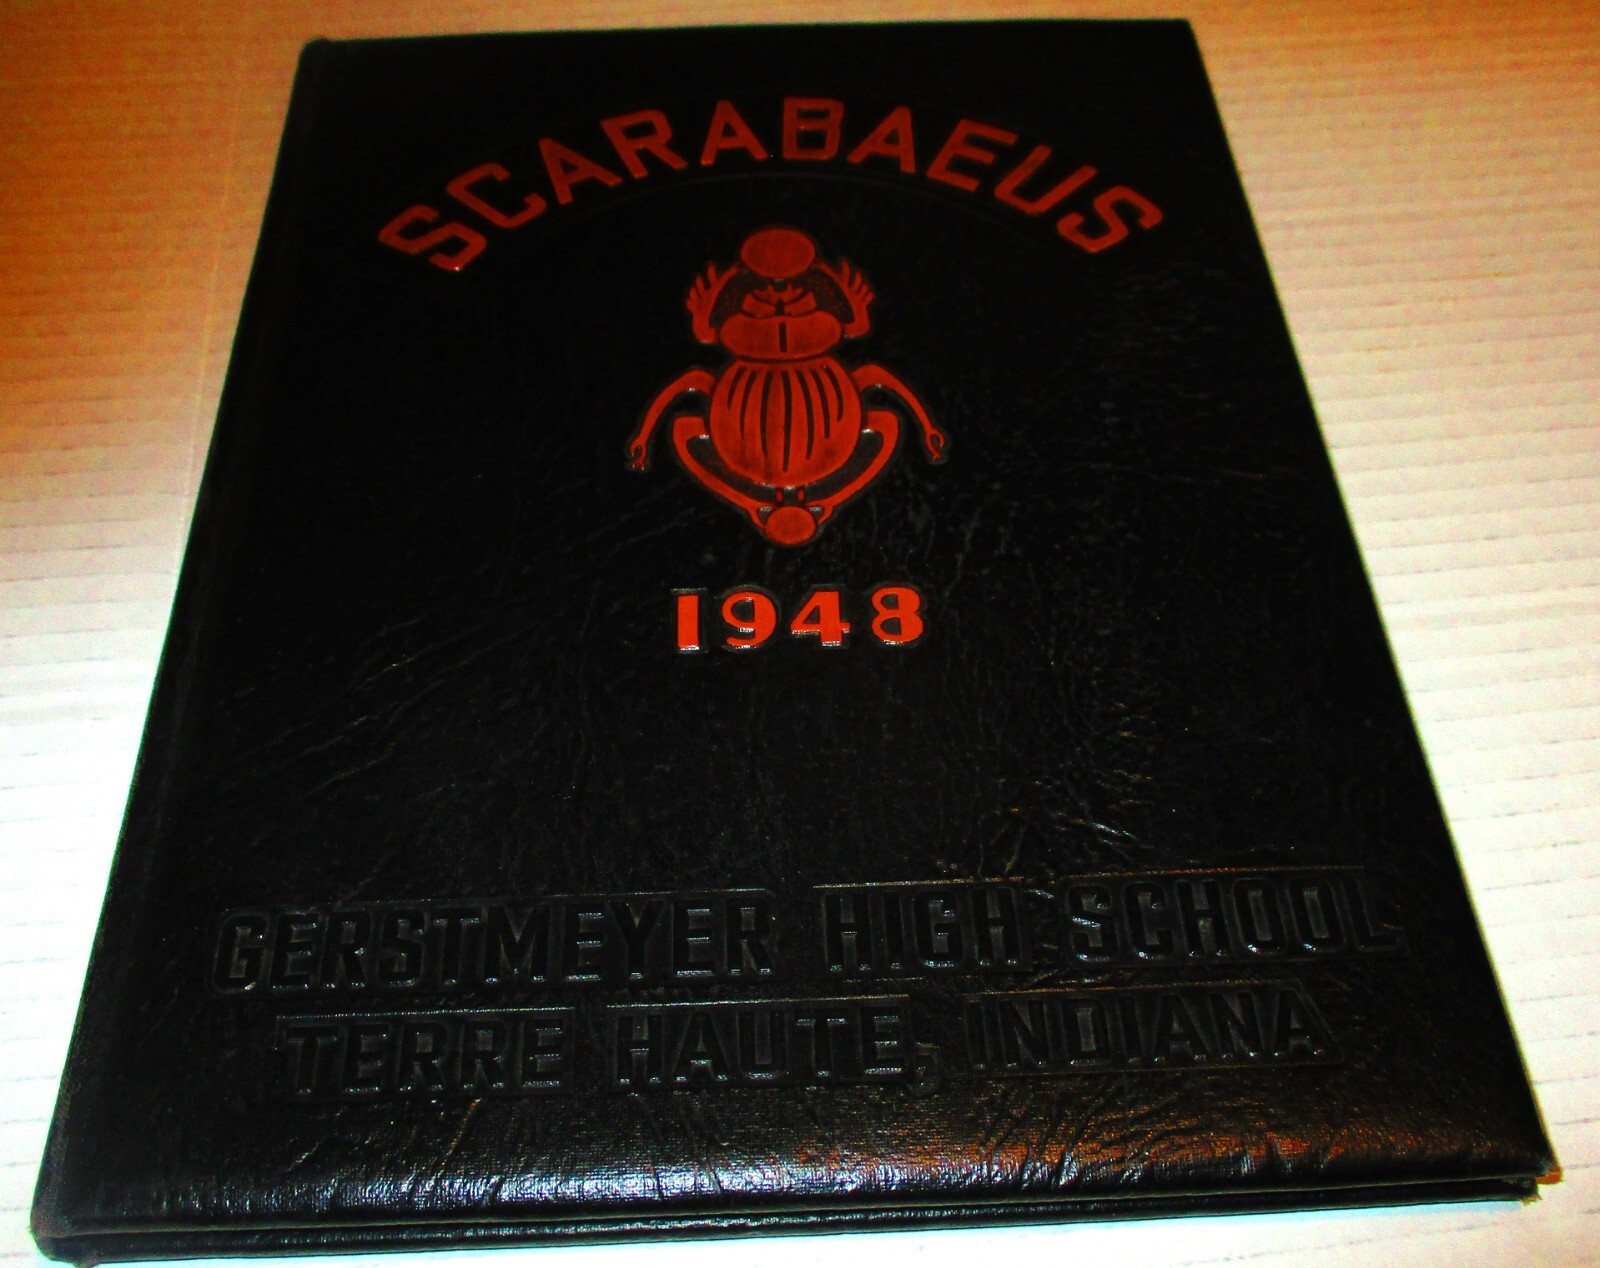 SCARABAEUS
1948
GERSTMEYER HIGH SCHOOL
TERRE HAUTE, INDIANA